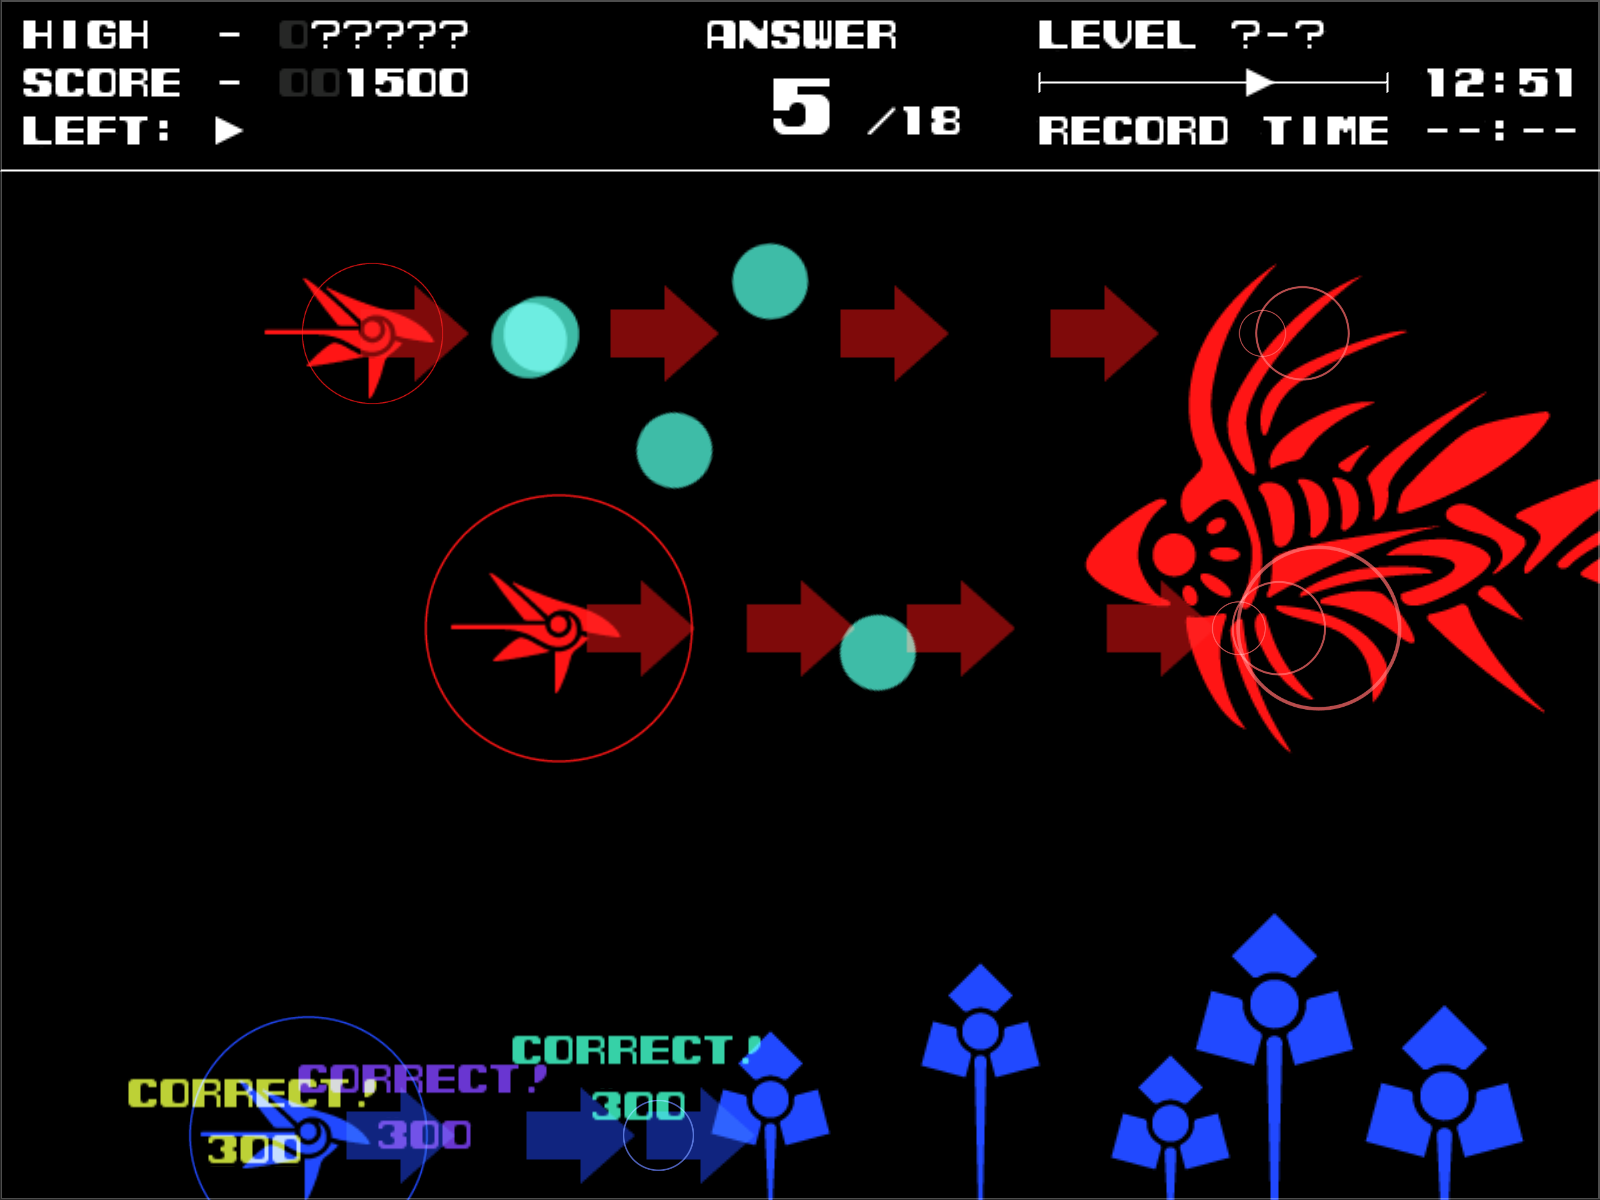 HIGH - 0?????
ANSWER
LEVEL ?-?
SCORE - 001500
5 /18
12:51
LEFT:
RECORD TIME --:--
CORRECT!
300
CORRECT!
300
CORRECT!
300